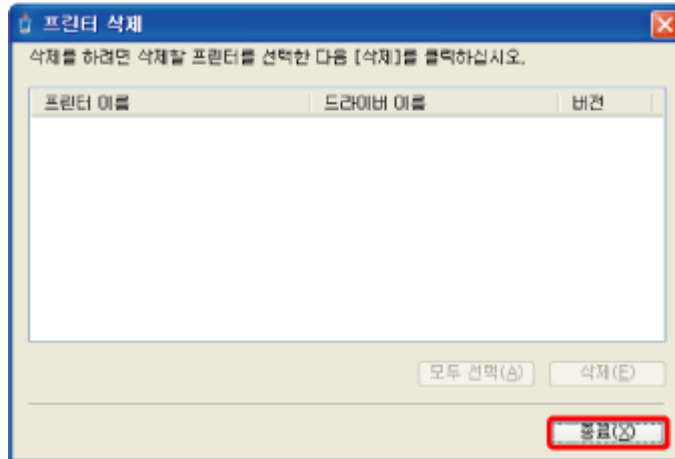 프린터 삭제
삭제를 하려면 삭제할 프린터를 선택한 다음 [삭제]를 클릭하십시오.
프린터 이름 드라이버 이름 버전
모두 선택(A) 삭제(E)
종료(X)